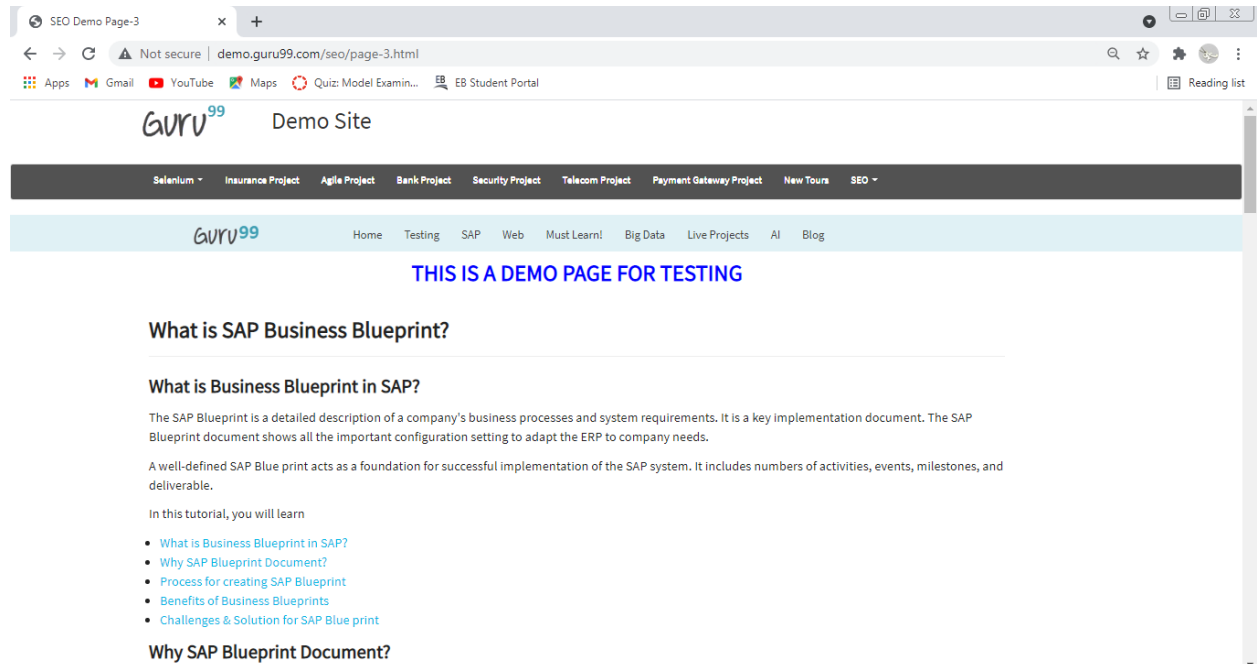 SEO Demo Page-3
Not secure | demo.guru99.com/seo/page-3.html
Apps Gmail YouTube Maps Quiz: Model Examin... EB EB Student Portal Reading list
Guru99 Demo Site
Selenium Insurance Project Agile Project Bank Project Security Project Telecom Project Payment Gateway Project New Tours SEO
Guru99 Home Testing SAP Web Must Learn! Big Data Live Projects AI Blog
THIS IS A DEMO PAGE FOR TESTING
What is SAP Business Blueprint?
What is Business Blueprint in SAP?
The SAP Blueprint is a detailed description of a company's business processes and system requirements. It is a key implementation document. The SAP
Blueprint document shows all the important configuration setting to adapt the ERP to company needs.
A well-defined SAP Blue print acts as a foundation for successful implementation of the SAP system. It includes numbers of activities, events, milestones, and
deliverable.
In this tutorial, you will learn
• What is Business Blueprint in SAP?
• Why SAP Blueprint Document?
• Process for creating SAP Blueprint
• Benefits of Business Blueprints
• Challenges & Solution for SAP Blue print
Why SAP Blueprint Document?